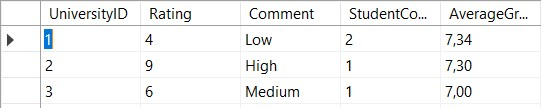 UniversityID Rating Comment StudentCo... AverageGr...
1 4 Low 2 7,34
2 9 High 1 7,30
3 6 Medium 1 7,00